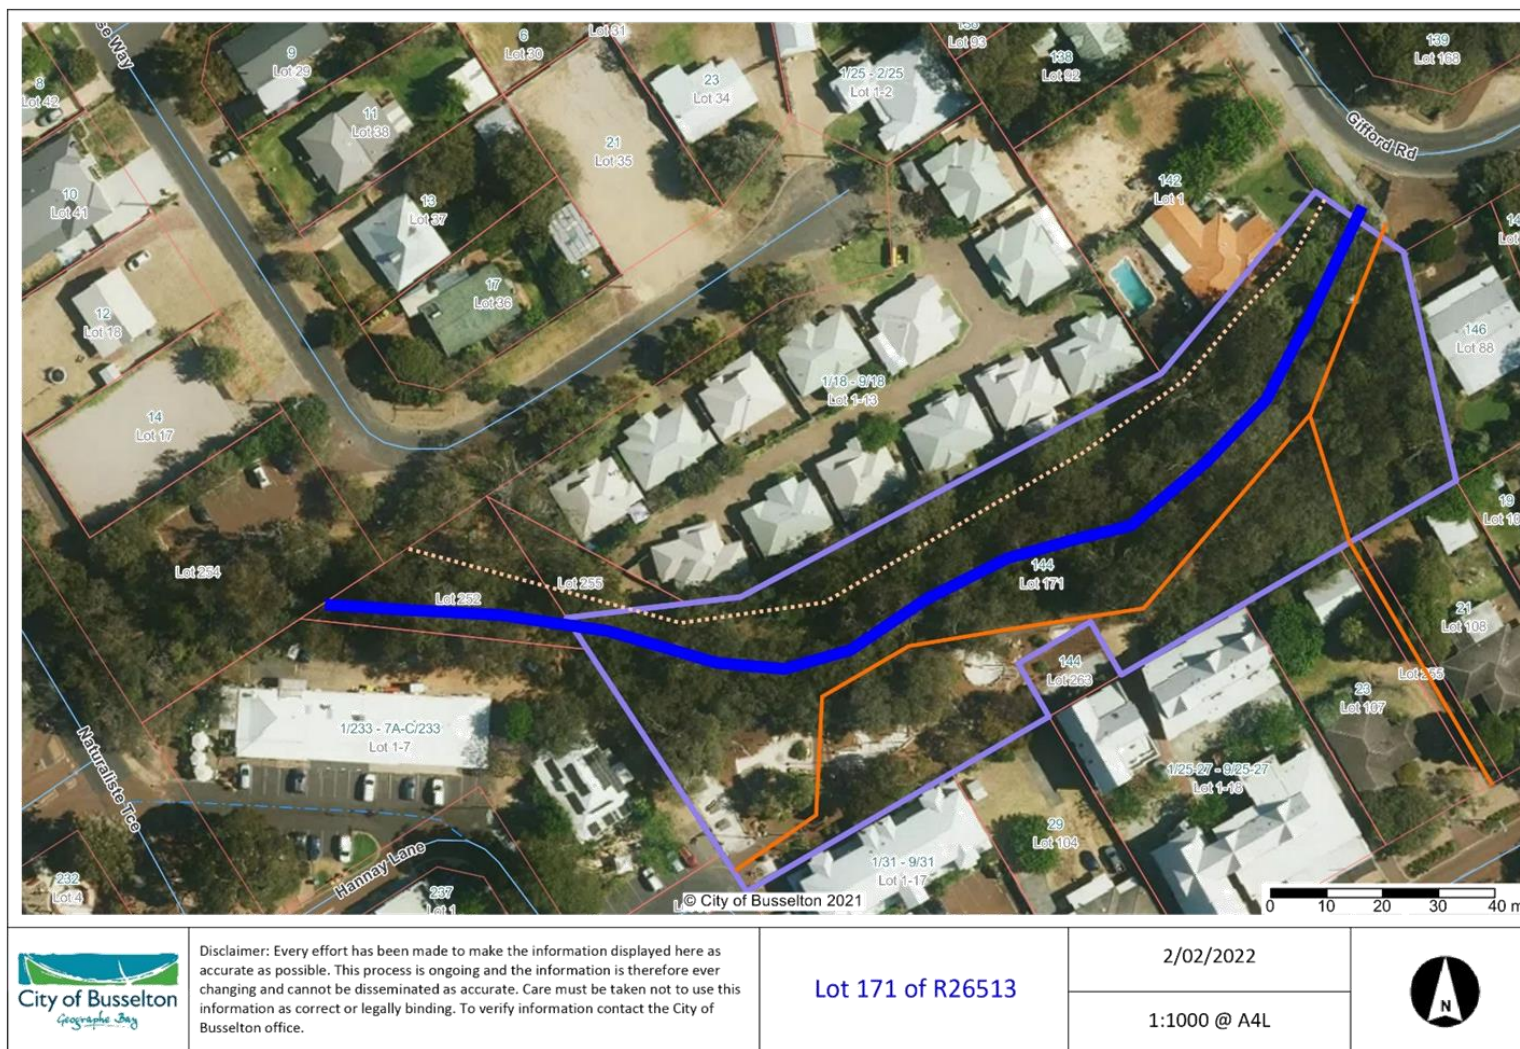 se Way
9
Lot 29
6
Lot 30
Lot 31
Lot 93
138
Lot 92
139
Lot 168
8
Lot 42
11
Lot 38
23
Lot 34
1/25 - 2/25
Lot 1-2
Gifford Rd
21
Lot 35
10
Lot 41
13
Lot 37
142
Lot 1
17
Lot 36
12
Lot 18
146
Lot 88
1/18 - 9/18
Lot 1-13
14
Lot 17
19
Lot 254
Lot 255
Lot 252
144
Lot 171
21
Lot 108
144
Lot 263
23
Lot 107
1/233 - 7A-C/233
Lot 1-7
Naturaliste Tce
1/25-27 - 9/25-27
Lot 1-18
29
Lot 104
Hannay Lane
1/31 - 9/31
Lot 1-17
232
Lot 4
237
Lot 1
© City of Busselton 2021
0 10 20 30 40 m
City of Busselton
Geographe Bay
Disclaimer: Every effort has been made to make the information displayed here as
accurate as possible. This process is ongoing and the information is therefore ever
changing and cannot be disseminated as accurate. Care must be taken not to use this
information as correct or legally binding. To verify information contact the City of
Busselton office.
Lot 171 of R26513
2/02/2022
1:1000 @ A4L
N